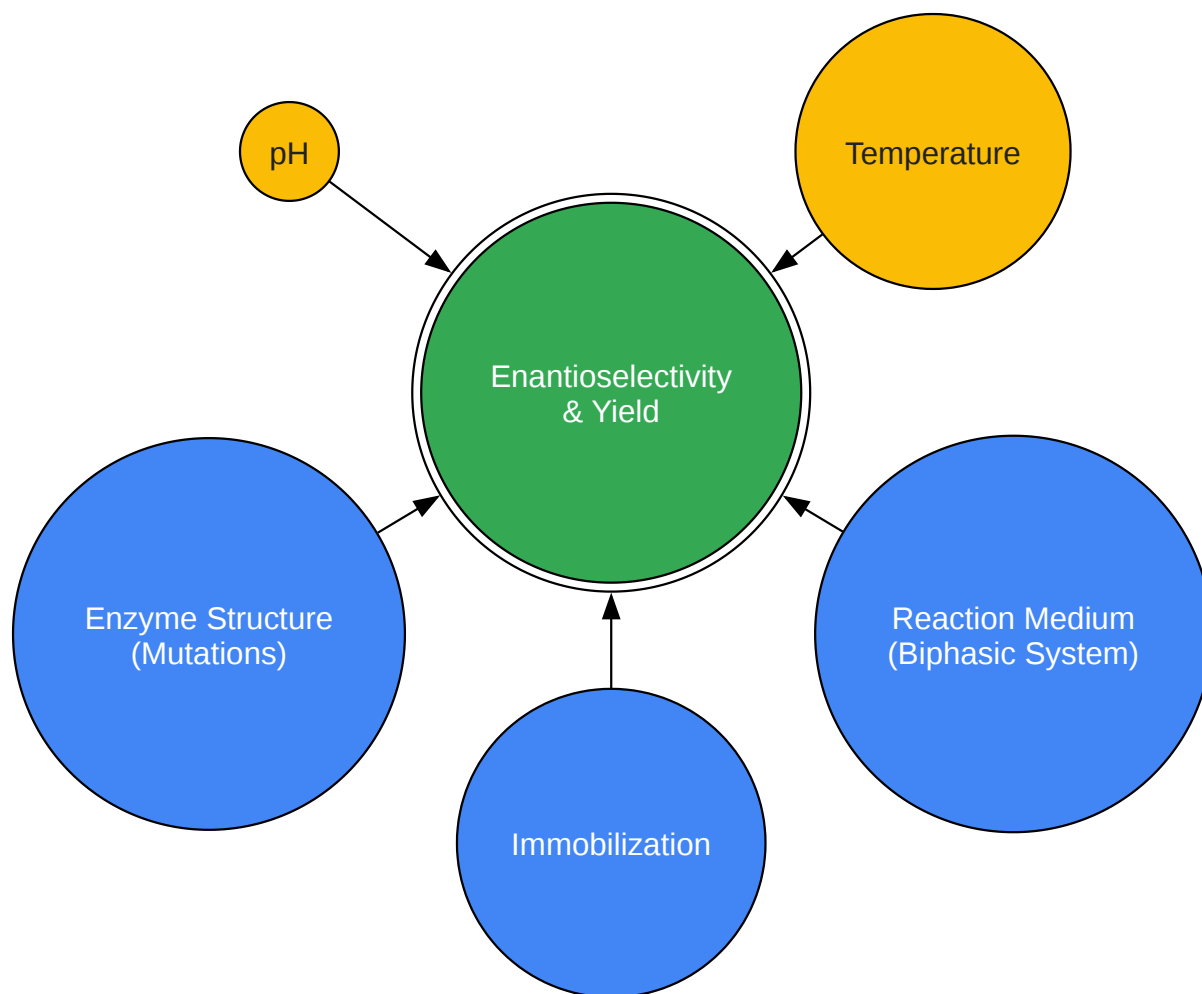 pH
Temperature
Enantioselectivity
& Yield
Enzyme Structure
(Mutations)
Reaction Medium
(Biphasic System)
Immobilization